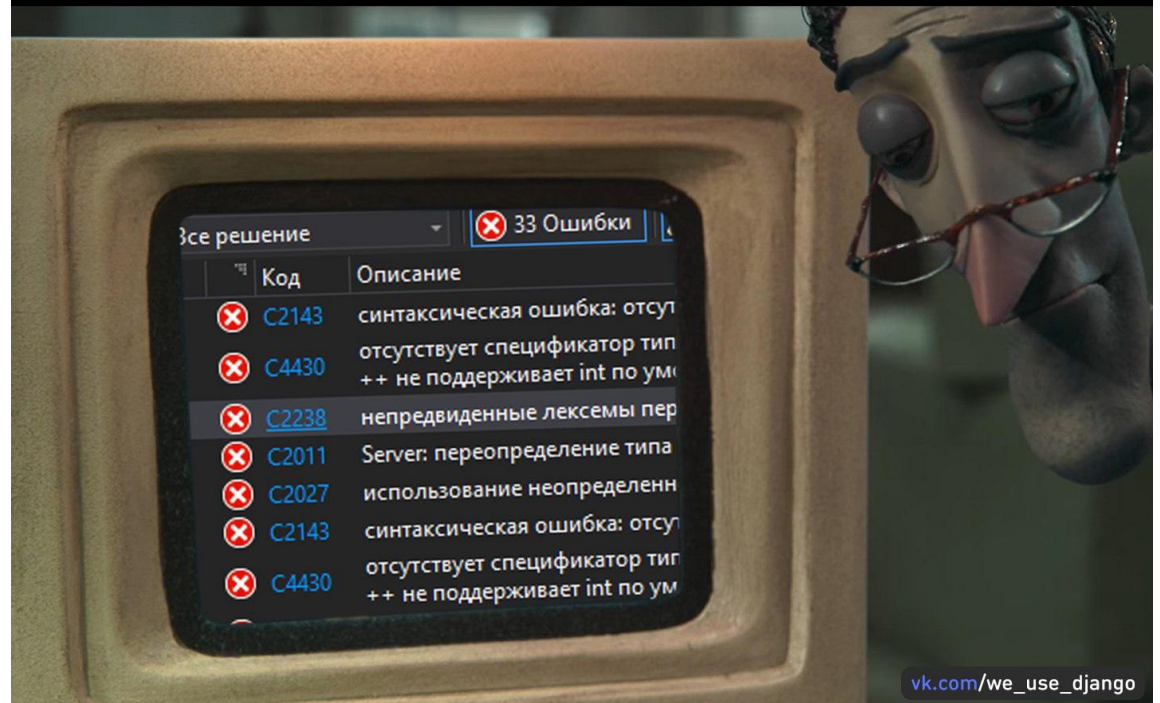 Все решение
33 Ошибки
Код Описание
C2143 синтаксическая ошибка: отсут
C4430 отсутствует спецификатор тип
++ не поддерживает int по умо
C2238 непредвиденные лексемы пер
C2011 Server: переопределение типа
C2027 использование неопределенн
C2143 синтаксическая ошибка: отсут
C4430 отсутствует спецификатор тип
++ не поддерживает int по ум
vk.com/we_use_django